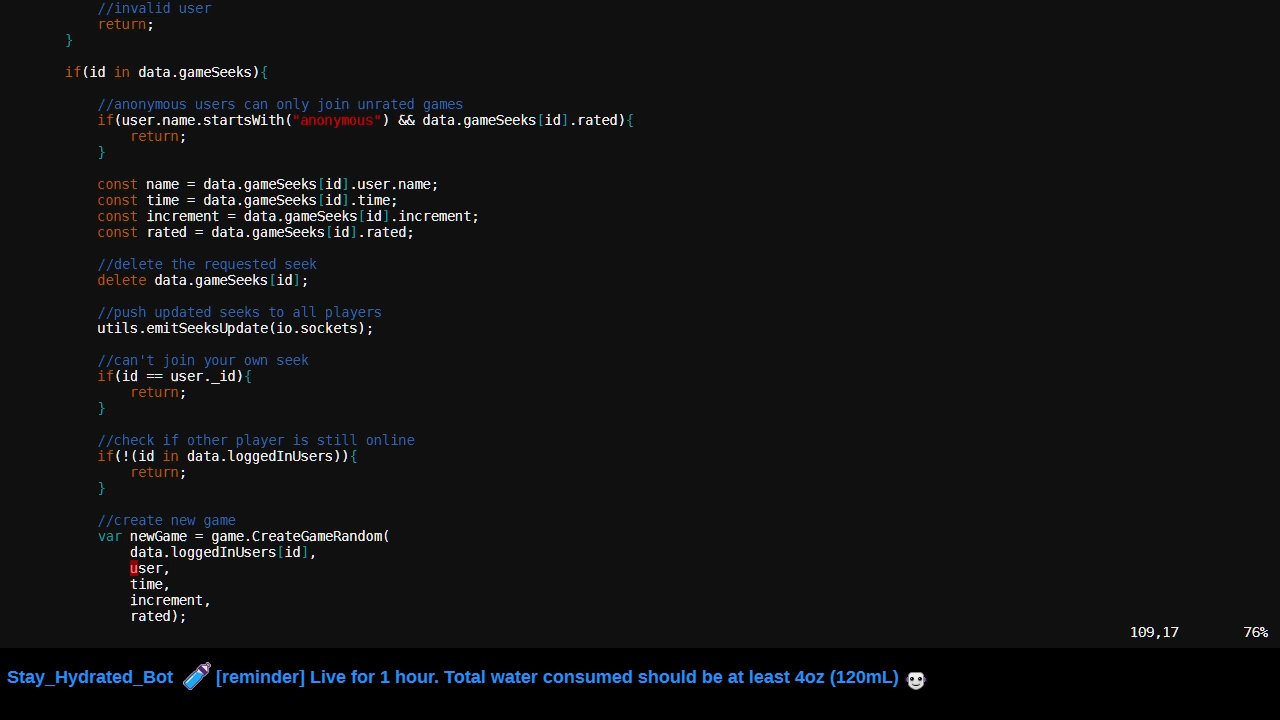 //invalid user
return;
}
if(id in data.gameSeeks){
//anonymous users can only join unrated games
if(user.name.startsWith("anonymous") && data.gameSeeks[id].rated){
return;
}
const name = data.gameSeeks[id].user.name;
const time = data.gameSeeks[id].time;
const increment = data.gameSeeks[id].increment;
const rated = data.gameSeeks[id].rated;
//delete the requested seek
delete data.gameSeeks[id];
//push updated seeks to all players
utils.emitSeeksUpdate(io.sockets);
//can't join your own seek
if(id == user._id){
return;
}
//check if other player is still online
if(!(id in data.loggedInUsers)){
return;
}
//create new game
var newGame = game.CreateGameRandom(
data.loggedInUsers[id],
user,
time,
increment,
rated);
109,17 76%
Stay_Hydrated_Bot [reminder] Live for 1 hour. Total water consumed should be at least 4oz (120mL)